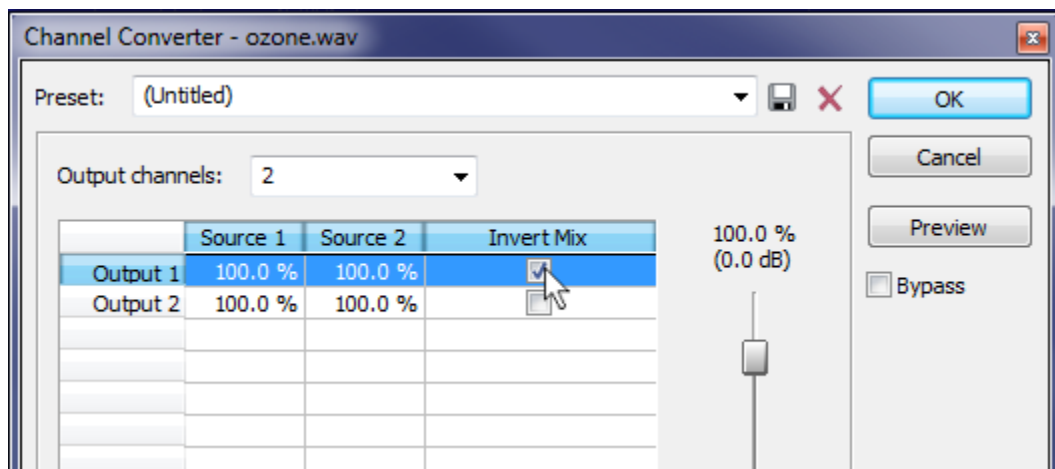 Channel Converter - ozone.wav
Preset: (Untitled)
OK
Output channels: 2
Cancel
Source 1 Source 2 Invert Mix
Output 1 100.0 % 100.0 %
Output 2 100.0 % 100.0 %
100.0 %
(0.0 dB)
Preview
Bypass